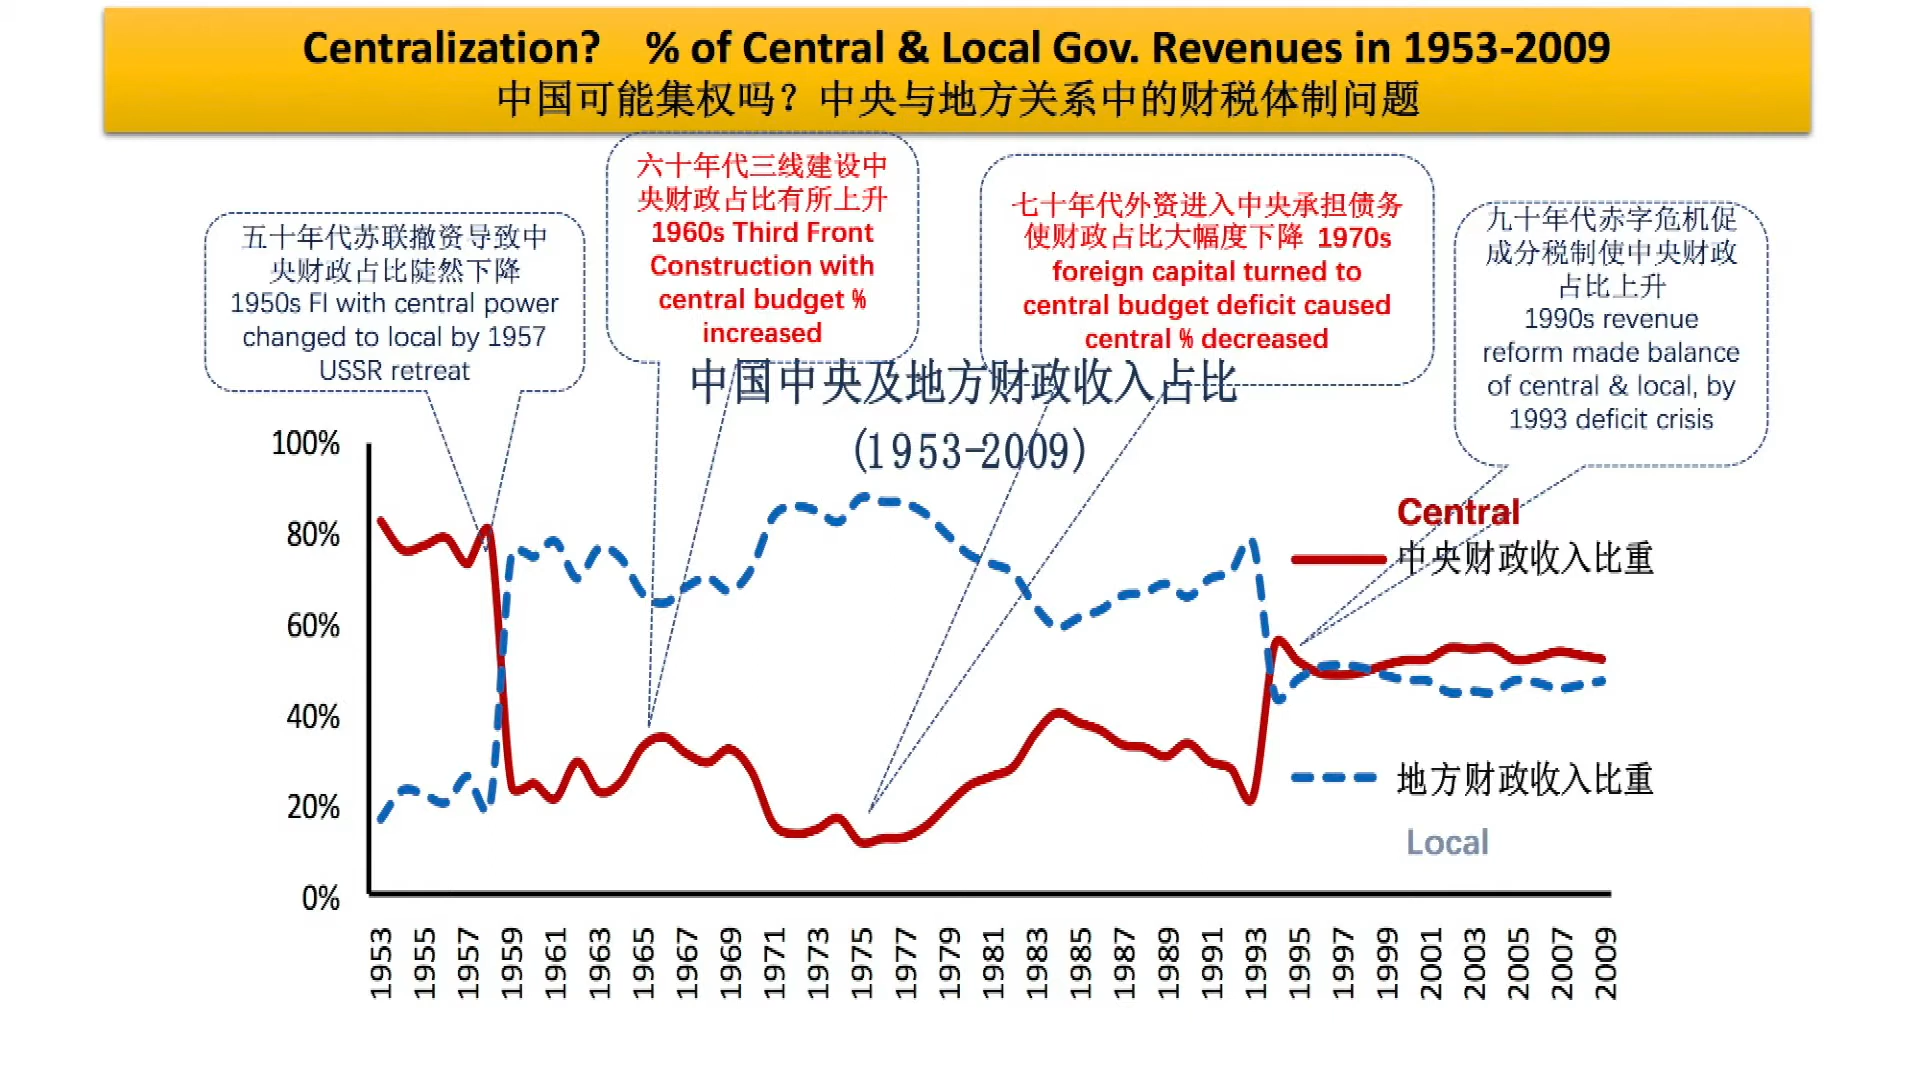 Centralization? % of Central & Local Gov. Revenues in 1953-2009
中国可能集权吗？中央与地方关系中的财税体制问题
五十年代苏联撤资导致中
央财政占比陡然下降
1950s FI with central power
changed to local by 1957
USSR retreat
六十年代三线建设中
央财政占比有所上升
1960s Third Front
Construction with
central budget %
increased
七十年代外资进入中央承担债务
使财政占比大幅度下降 1970s
foreign capital turned to
central budget deficit caused
central % decreased
九十年代赤字危机促
成分税制使中央财政
占比上升
1990s revenue
reform made balance
of central & local, by
1993 deficit crisis
中国中央及地方财政收入占比
(1953-2009)
100%
80%
60%
40%
20%
0%
Central
中央财政收入比重
地方财政收入比重
Local
1953
1955
1957
1959
1961
1963
1965
1967
1969
1971
1973
1975
1977
1979
1981
1983
1985
1987
1989
1991
1993
1995
1997
1999
2001
2003
2005
2007
2009